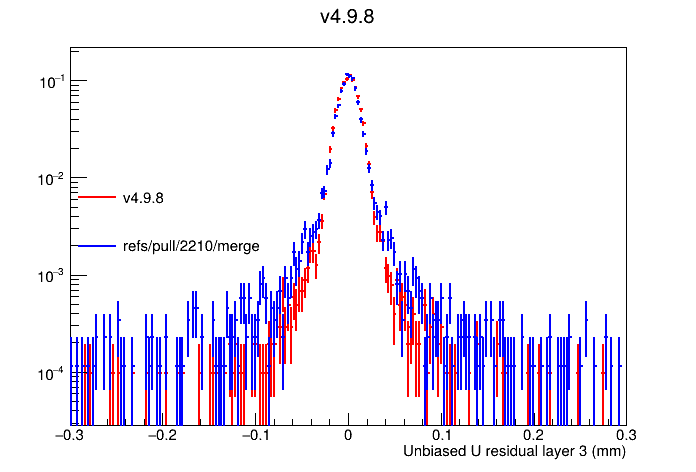 v4.9.8
10⁻¹
10⁻²
v4.9.8
refs/pull/2210/merge
10⁻³
10⁻⁴
−0.3 −0.2 −0.1 0 0.1 0.2 0.3
Unbiased U residual layer 3 (mm)